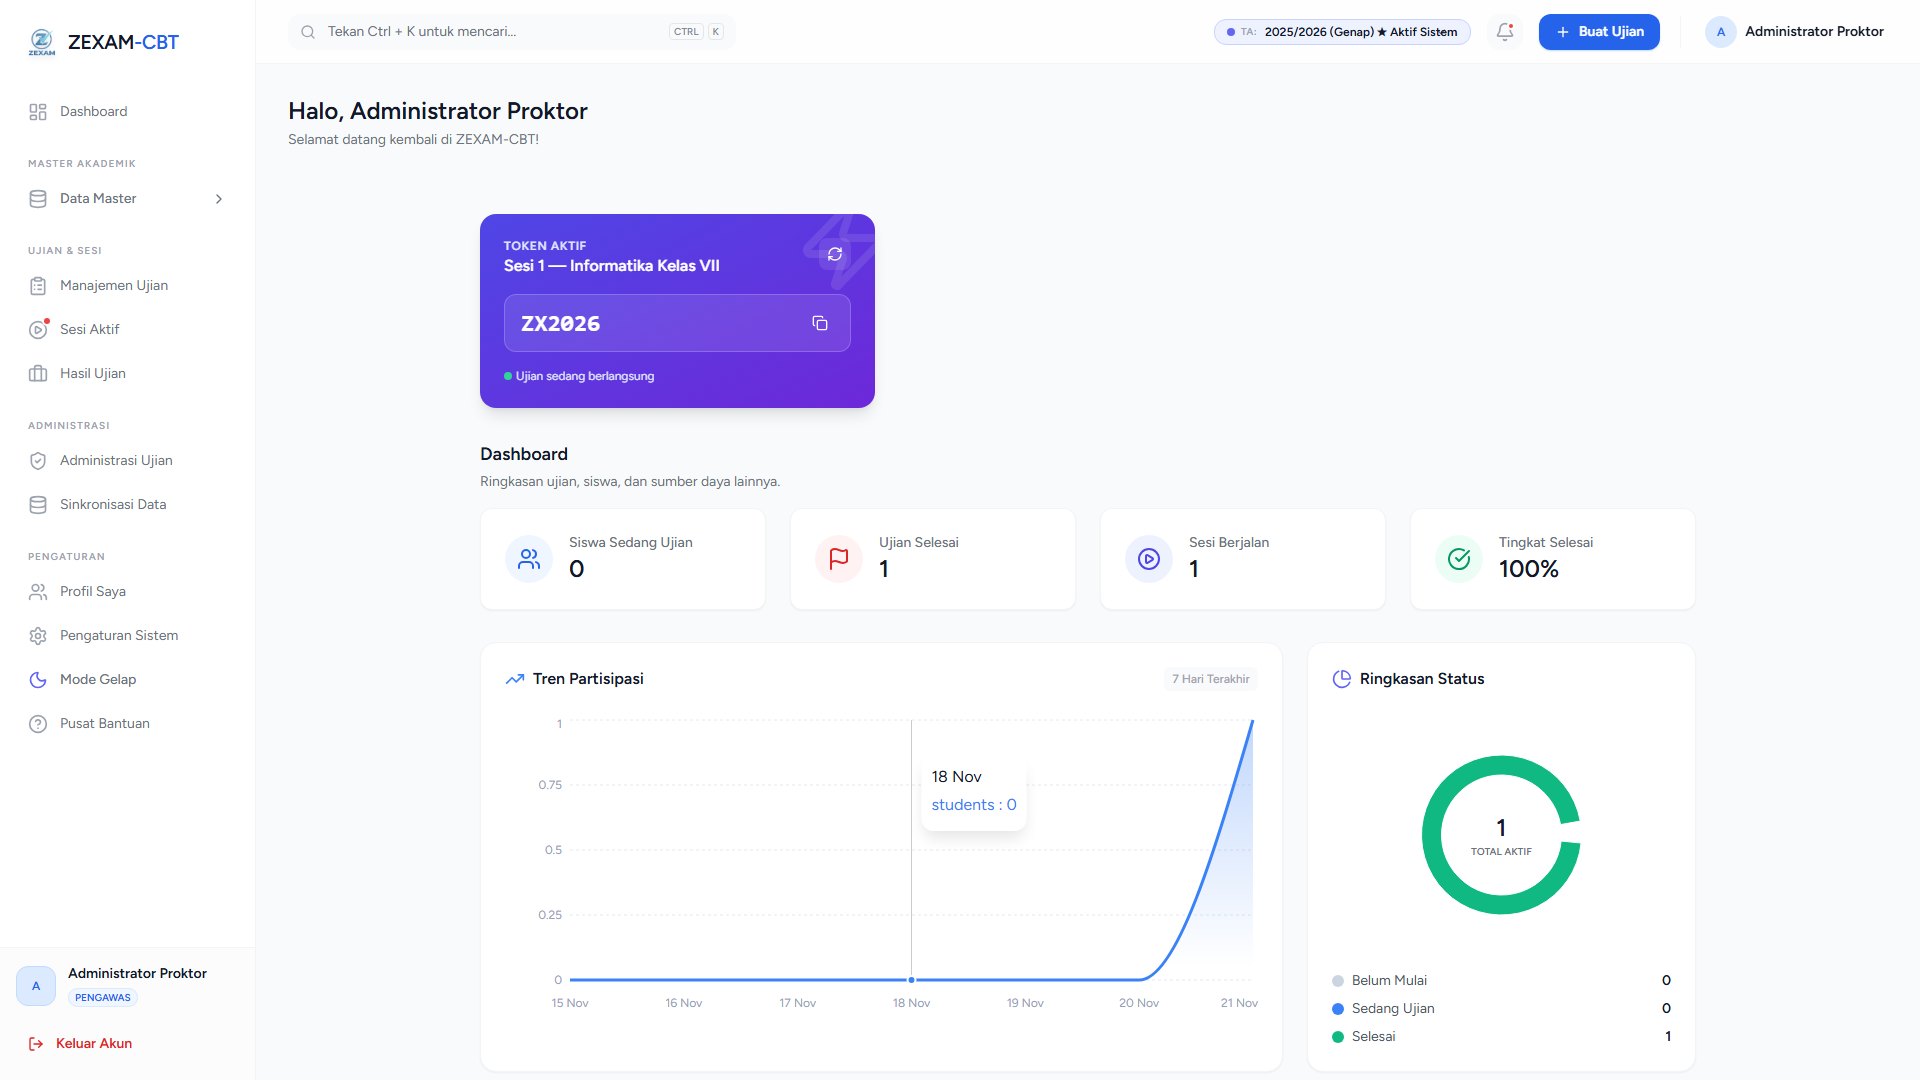 ZEXAM
ZEXAM-CBT
Tekan Ctrl + K untuk mencari...
CTRL K
TA: 2025/2026 (Genap) ★ Aktif Sistem
Buat Ujian
A
Administrator Proktor
Dashboard
MASTER AKADEMIK
Data Master
UJIAN & SESI
Manajemen Ujian
Sesi Aktif
Hasil Ujian
ADMINISTRASI
Administrasi Ujian
Sinkronisasi Data
PENGATURAN
Profil Saya
Pengaturan Sistem
Mode Gelap
Pusat Bantuan
A
Administrator Proktor
PENGAWAS
Keluar Akun
Halo, Administrator Proktor
Selamat datang kembali di ZEXAM-CBT!
TOKEN AKTIF
Sesi 1 — Informatika Kelas VII
ZX2026
Ujian sedang berlangsung
Dashboard
Ringkasan ujian, siswa, dan sumber daya lainnya.
Siswa Sedang Ujian
0
Ujian Selesai
1
Sesi Berjalan
1
Tingkat Selesai
100%
Tren Partisipasi
7 Hari Terakhir
1
0.75
0.5
0.25
0
18 Nov
students : 0
15 Nov 16 Nov 17 Nov 18 Nov 19 Nov 20 Nov 21 Nov
Ringkasan Status
1
TOTAL AKTIF
Belum Mulai 0
Sedang Ujian 0
Selesai 1